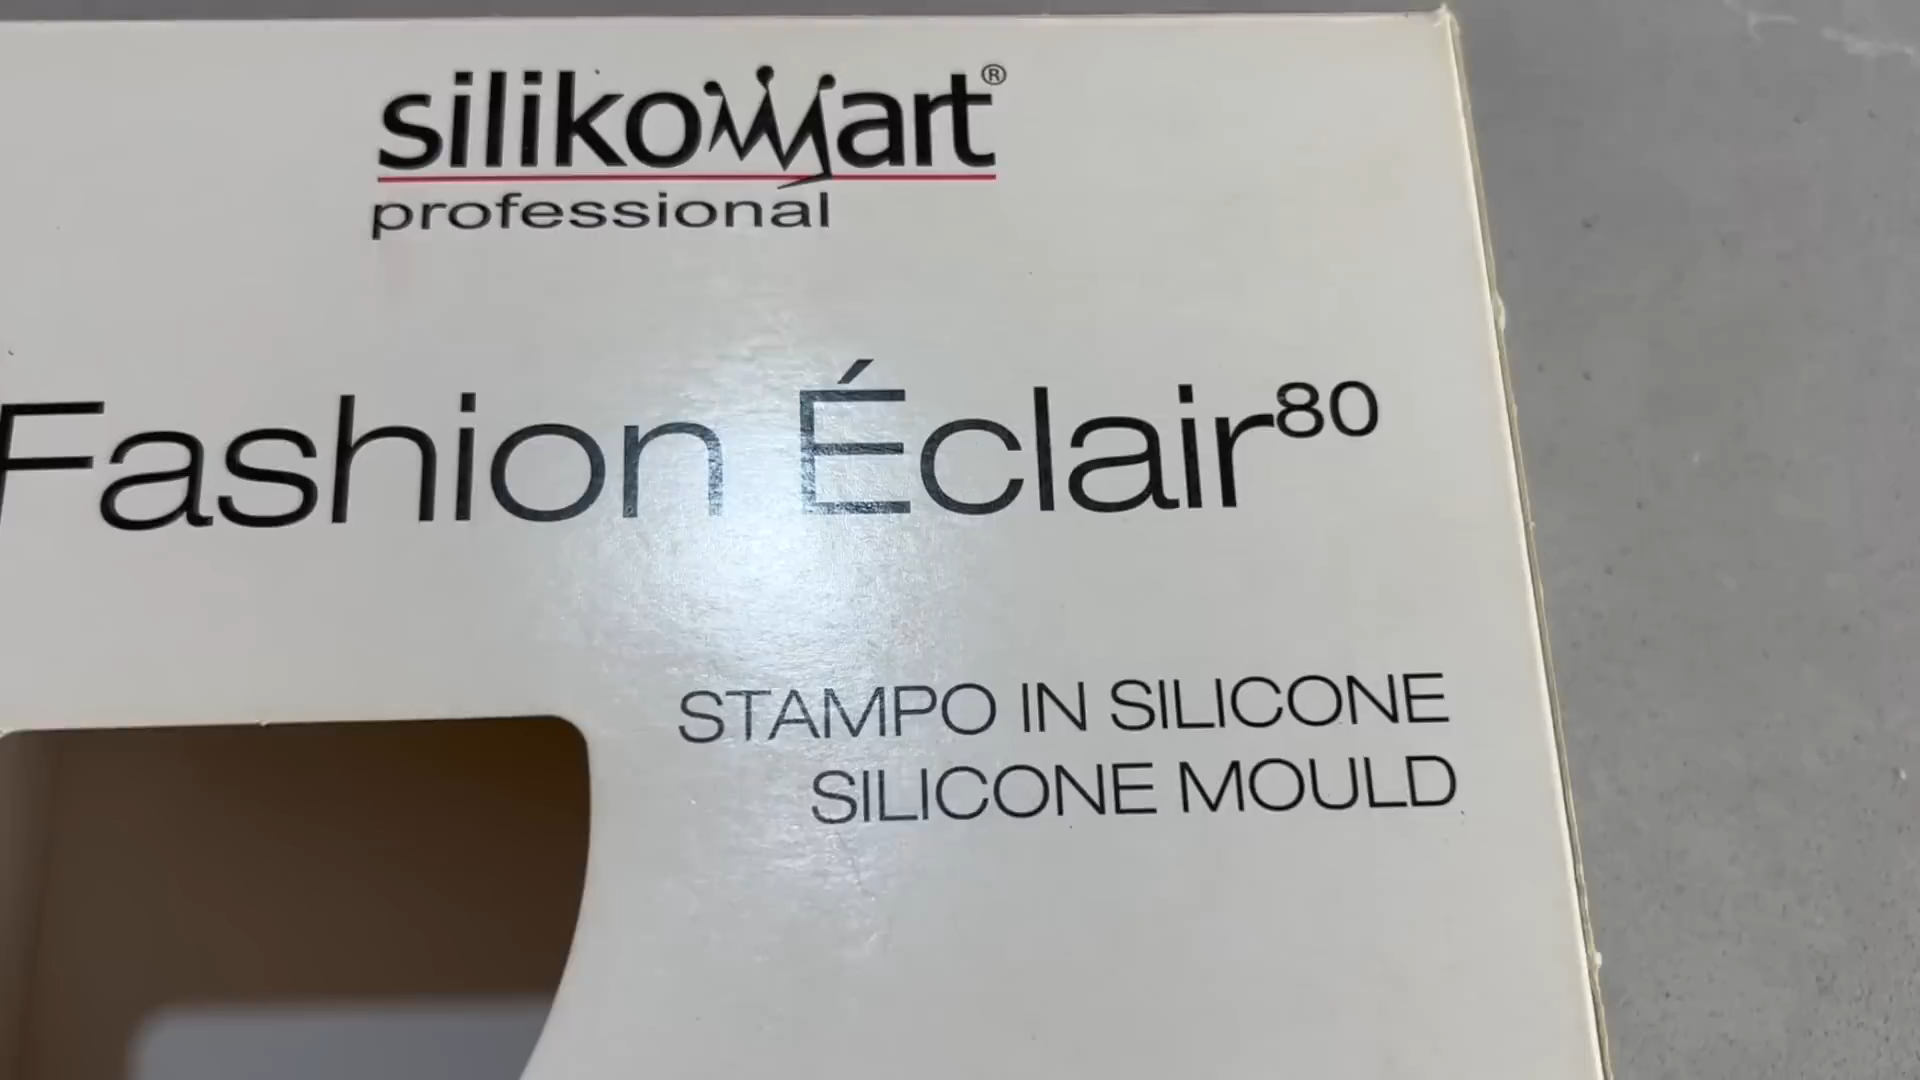 silikomart®
professional
Fashion Éclair⁸⁰
STAMPO IN SILICONE
SILICONE MOULD